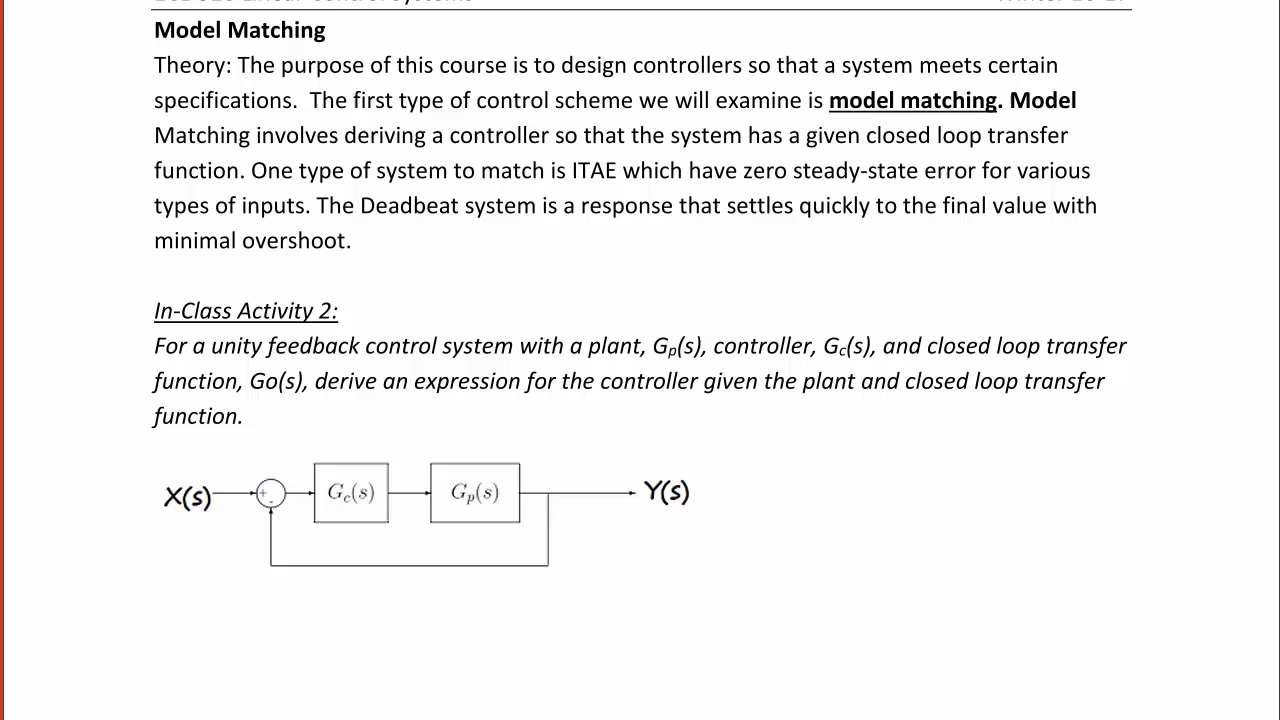 Model Matching
Theory: The purpose of this course is to design controllers so that a system meets certain
specifications.  The first type of control scheme we will examine is model matching. Model
Matching involves deriving a controller so that the system has a given closed loop transfer
function. One type of system to match is ITAE which have zero steady-state error for various
types of inputs. The Deadbeat system is a response that settles quickly to the final value with
minimal overshoot.
In-Class Activity 2:
For a unity feedback control system with a plant, Gp(s), controller, Gc(s), and closed loop transfer
function, Go(s), derive an expression for the controller given the plant and closed loop transfer
function.
X(s) + - Gc(s) Gp(s) Y(s)